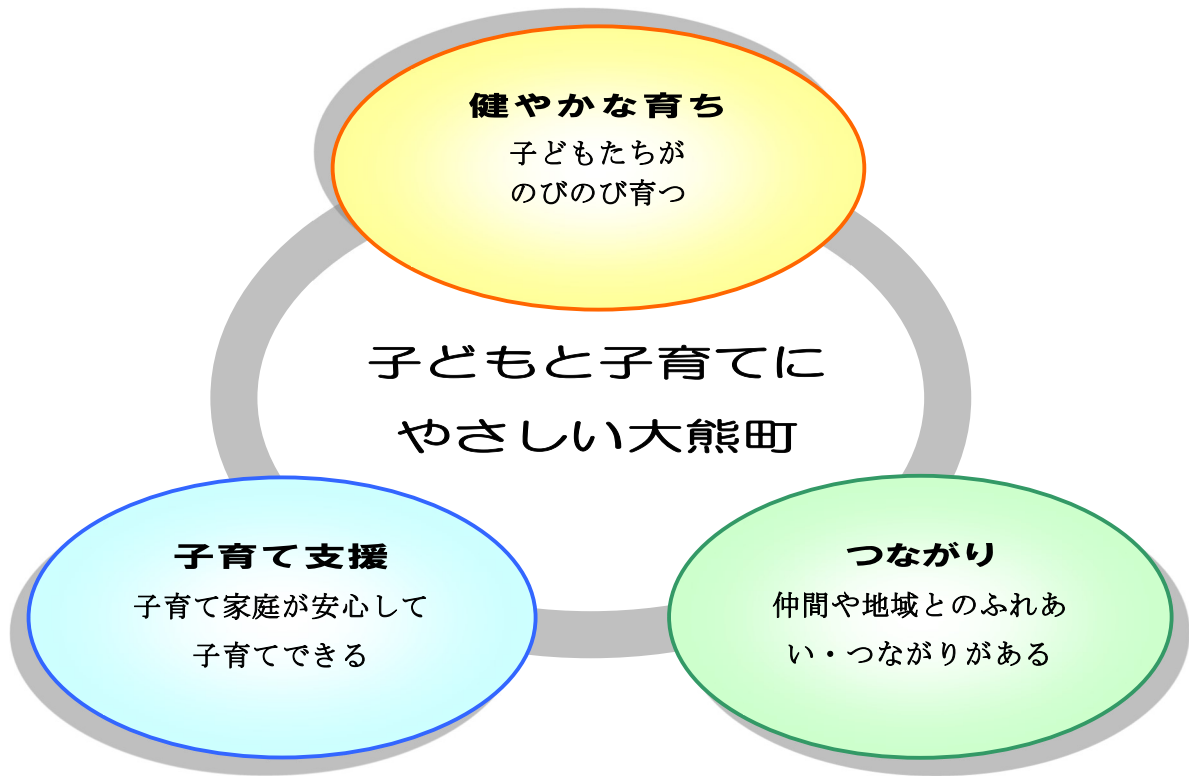 健やかな育ち
子どもたちが
のびのび育つ
子どもと子育てに
やさしい大熊町
子育て支援
子育て家庭が安心して
子育てできる
つながり
仲間や地域とのふれあ
い・つながりがある